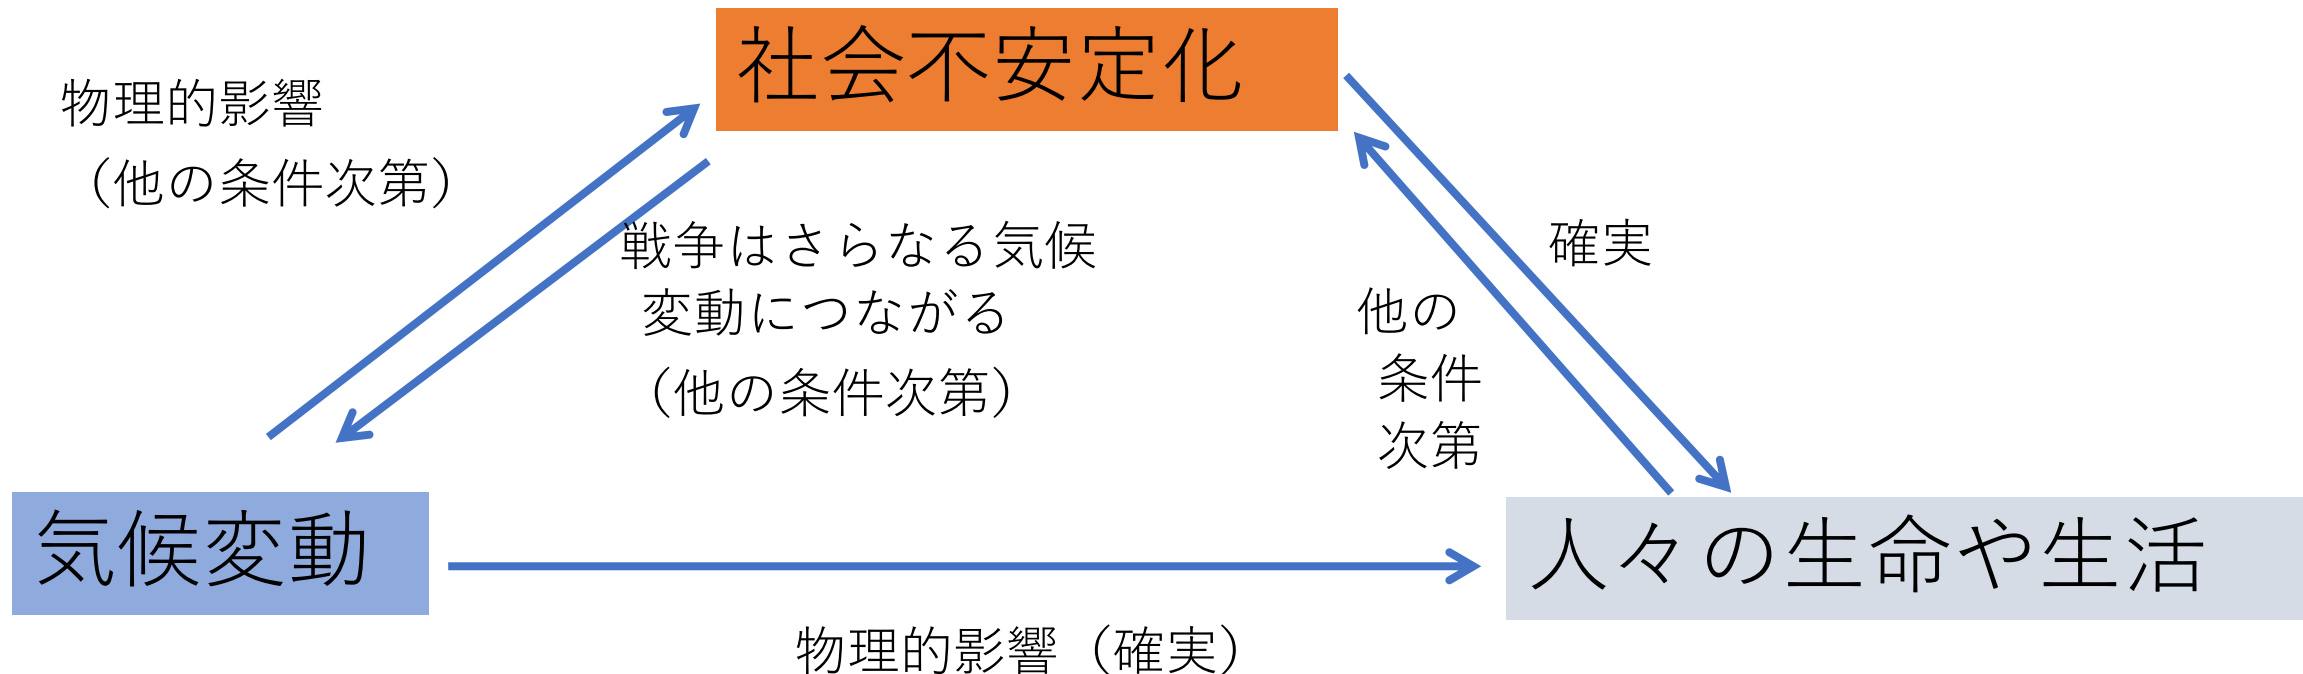 社会不安定化
物理的影響
（他の条件次第）
戦争はさらなる気候
変動につながる
（他の条件次第）
確実
他の
条件
次第
気候変動
人々の生命や生活
物理的影響（確実）